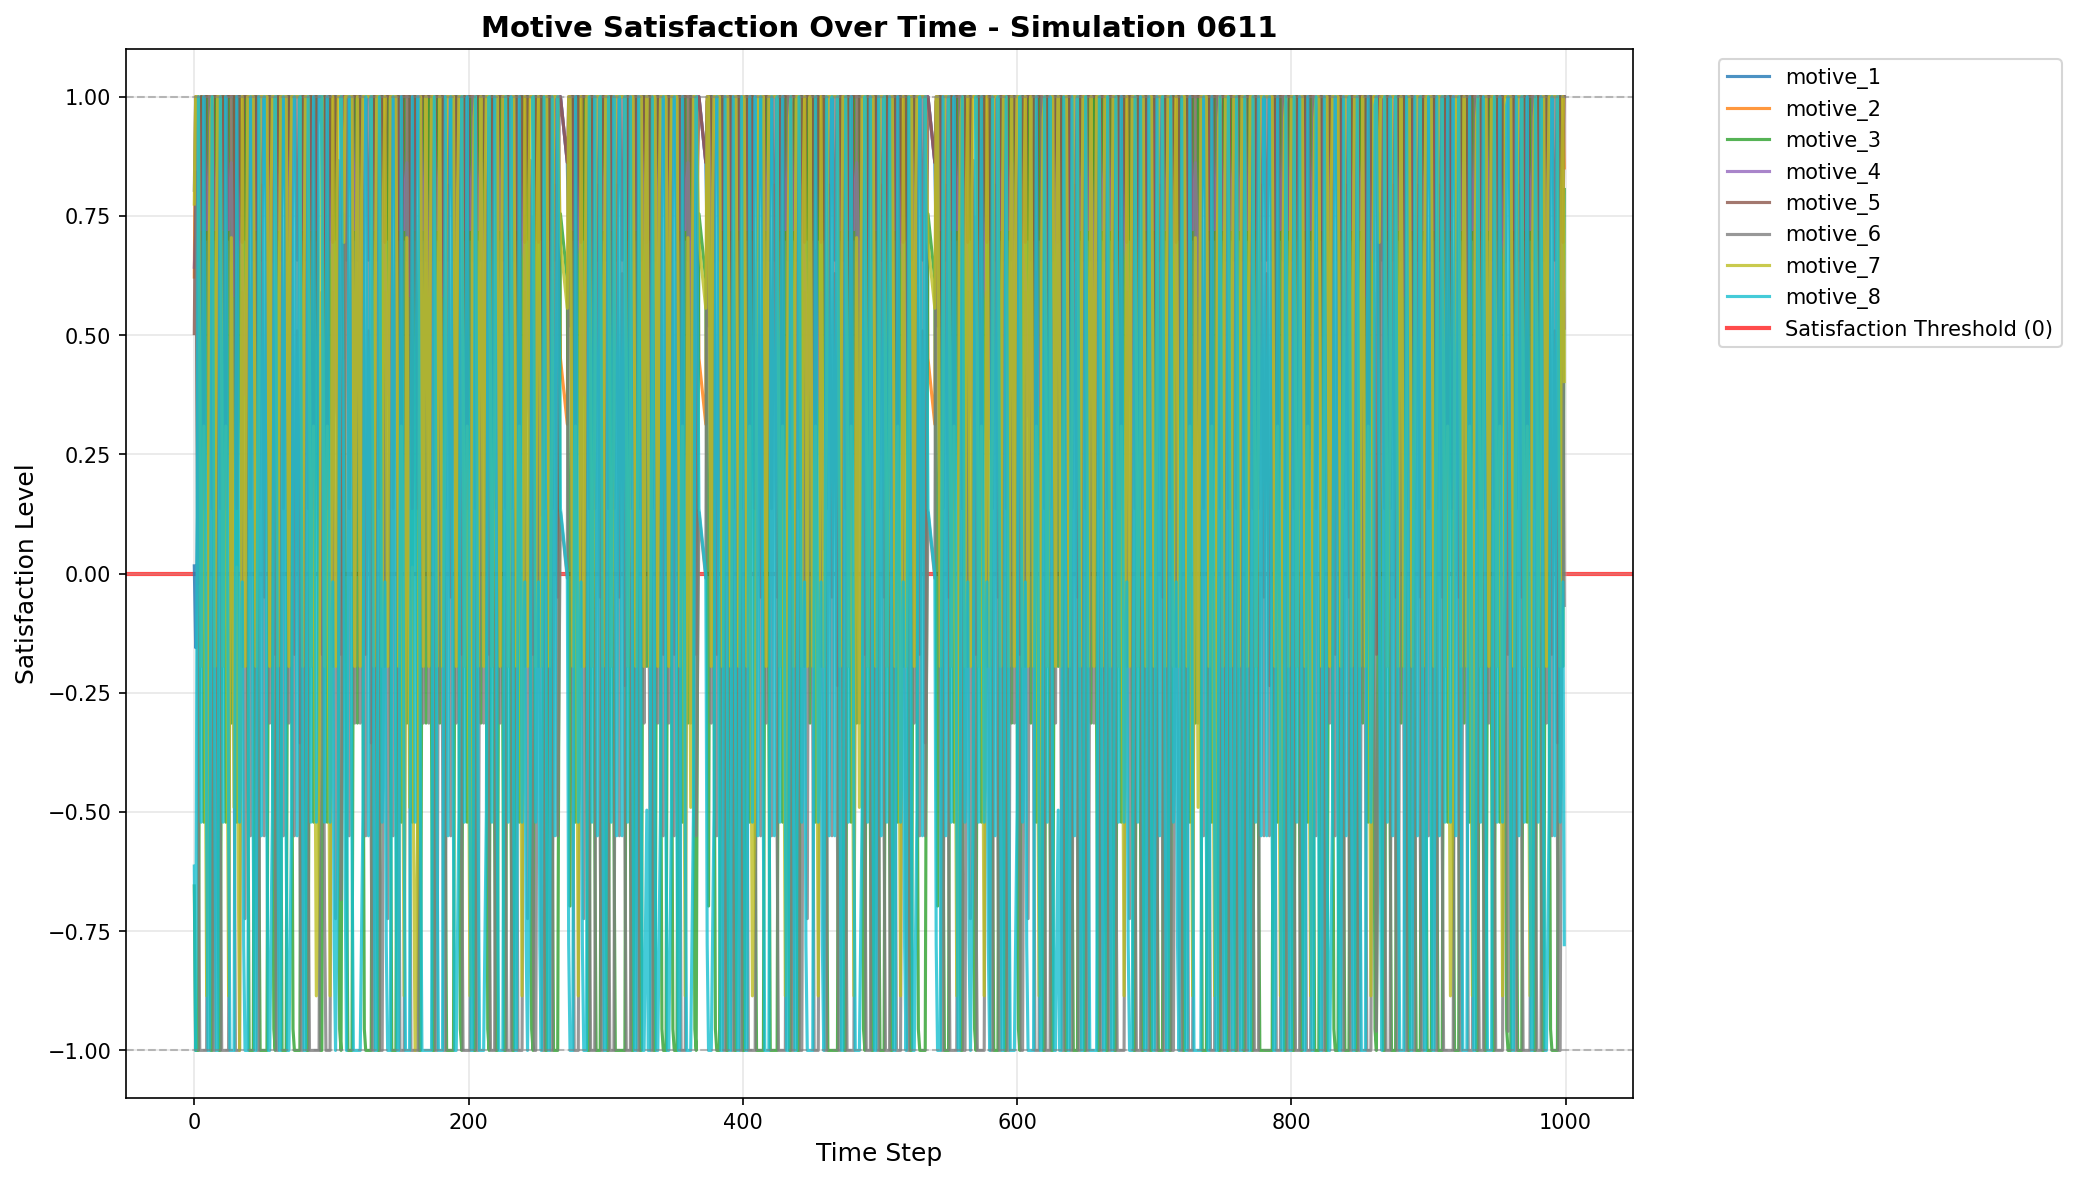 Motive Satisfaction Over Time - Simulation 0611
1.00
0.75
0.50
0.25
0.00
−0.25
−0.50
−0.75
−1.00
Satisfaction Level
0
200
400
600
800
1000
Time Step
motive_1
motive_2
motive_3
motive_4
motive_5
motive_6
motive_7
motive_8
Satisfaction Threshold (0)